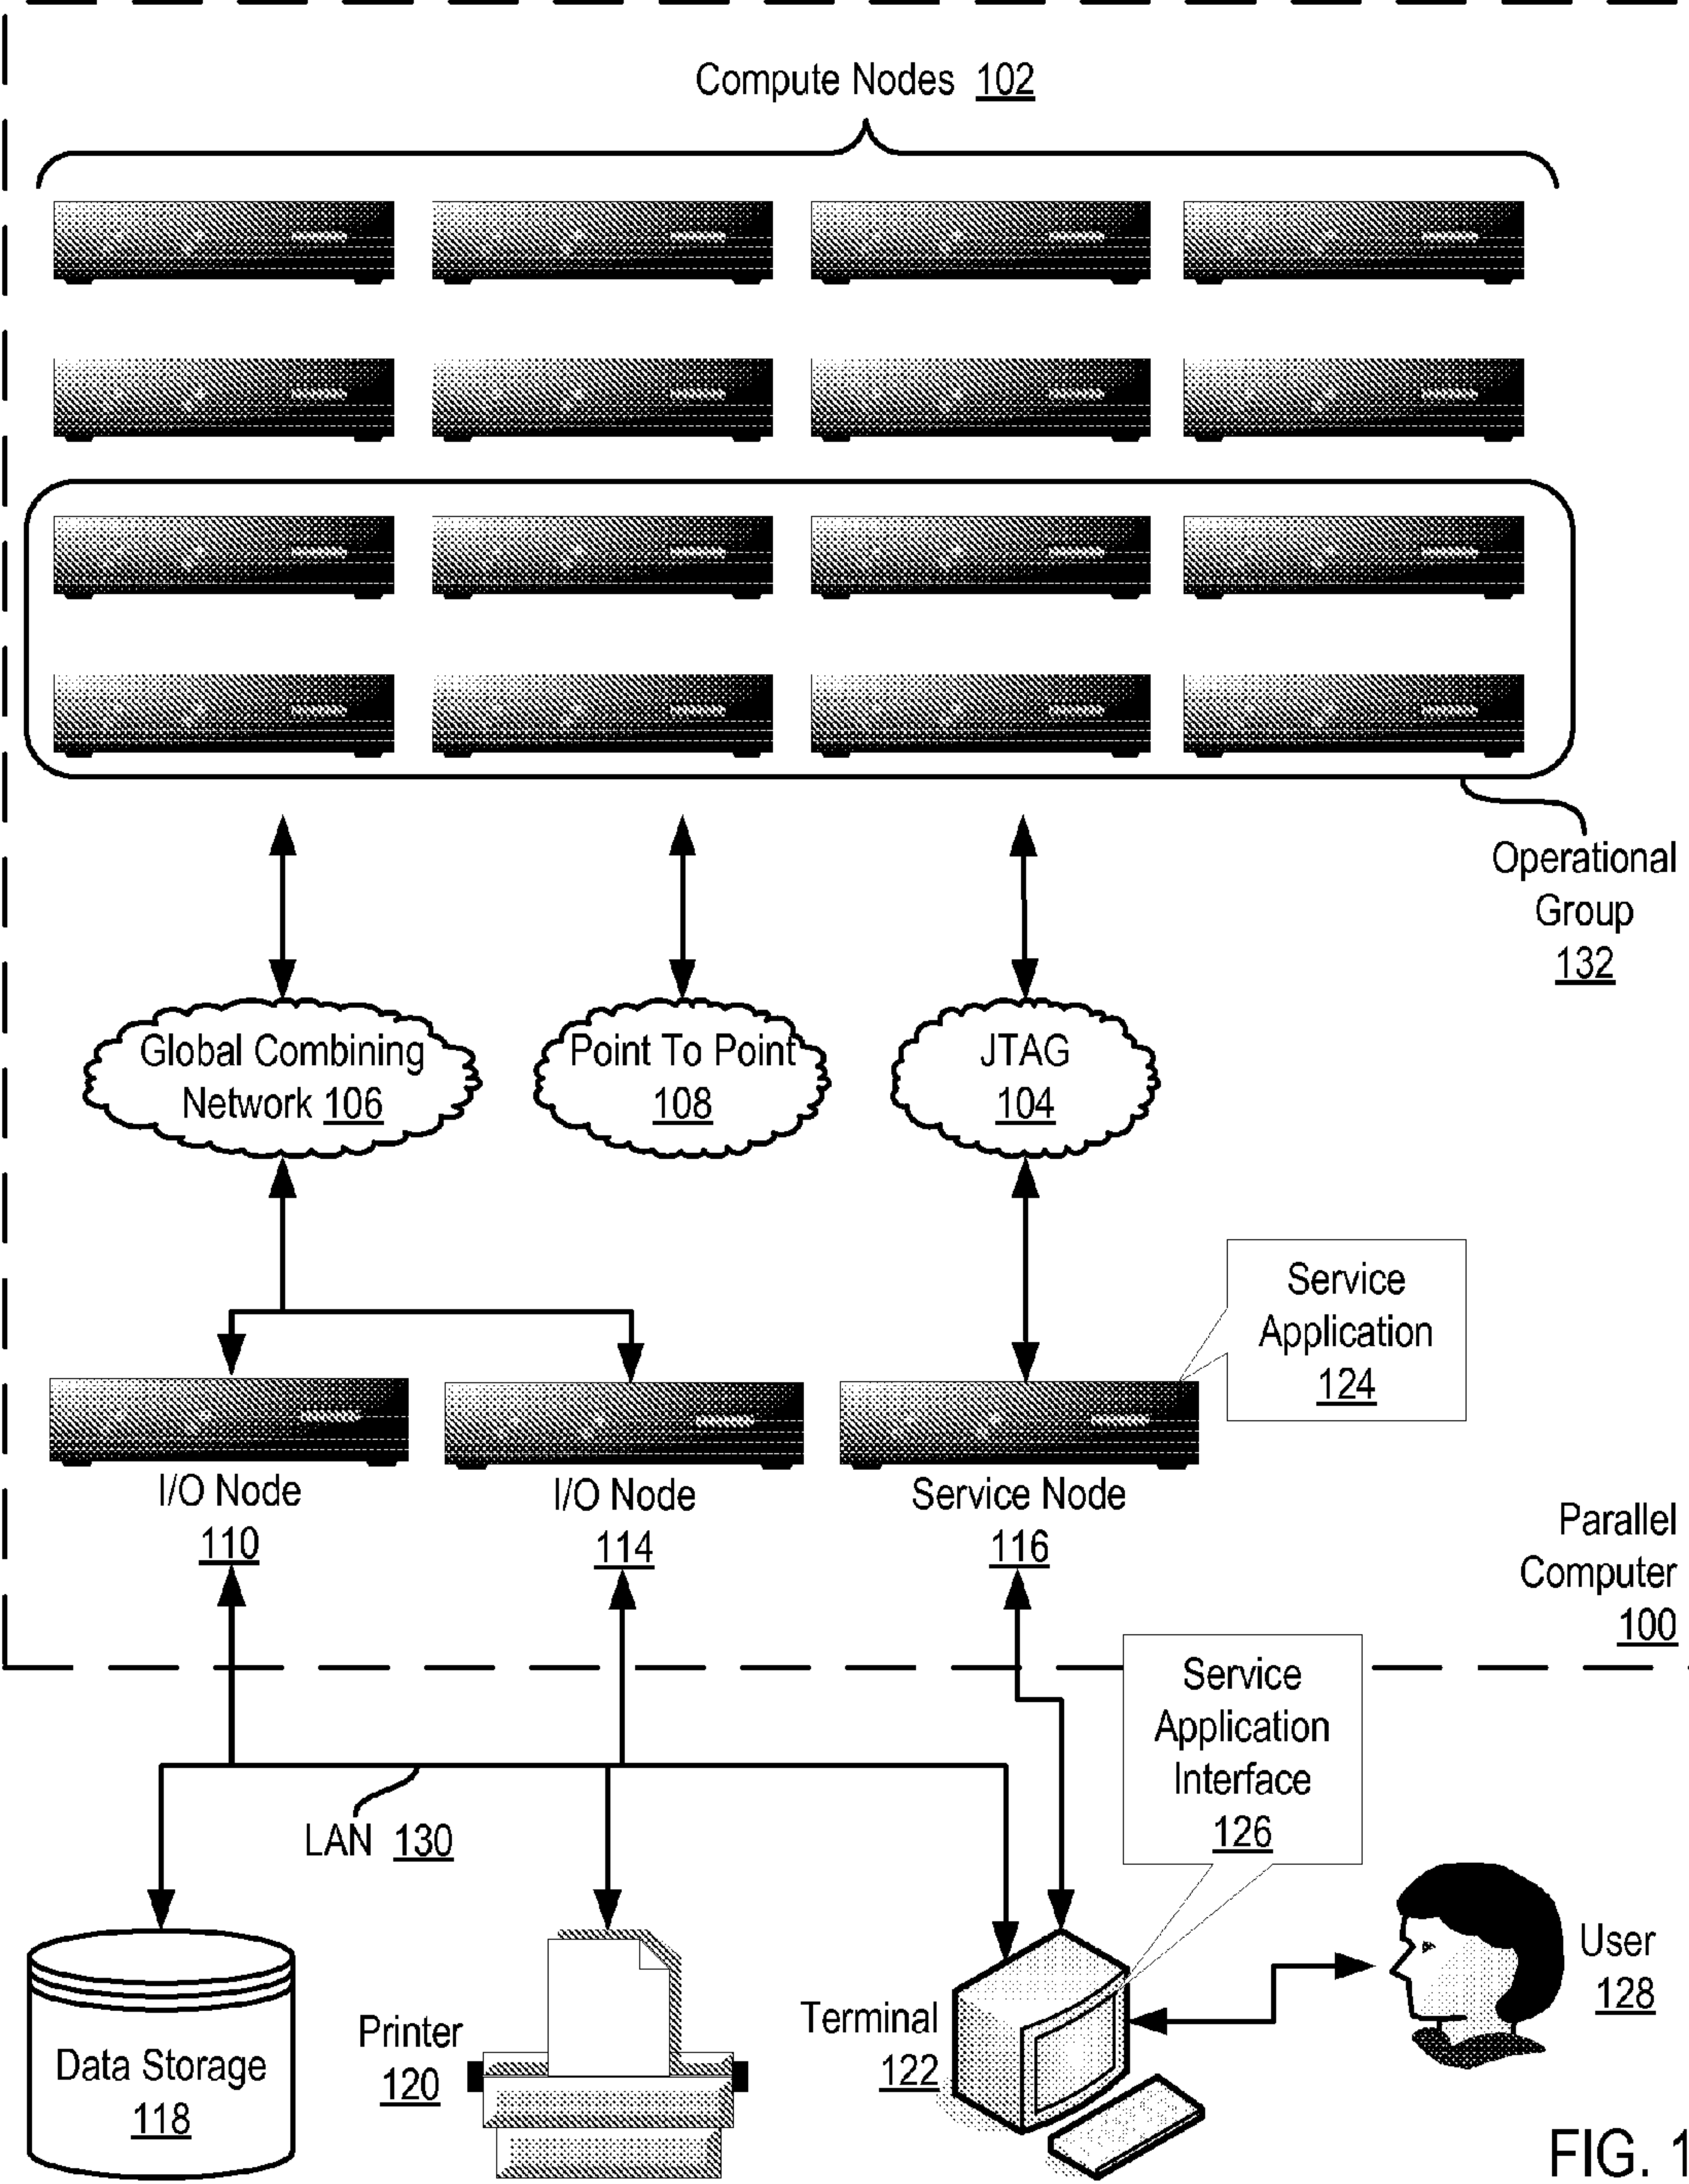 Compute Nodes 102
Operational
Group
132
Global Combining
Network 106
Point To Point
108
JTAG
104
Service
Application
124
I/O Node
110
I/O Node
114
Service Node
116
Parallel
Computer
100
Service
Application
Interface
126
LAN 130
Data Storage
118
Printer
120
Terminal
122
User
128
FIG. 1